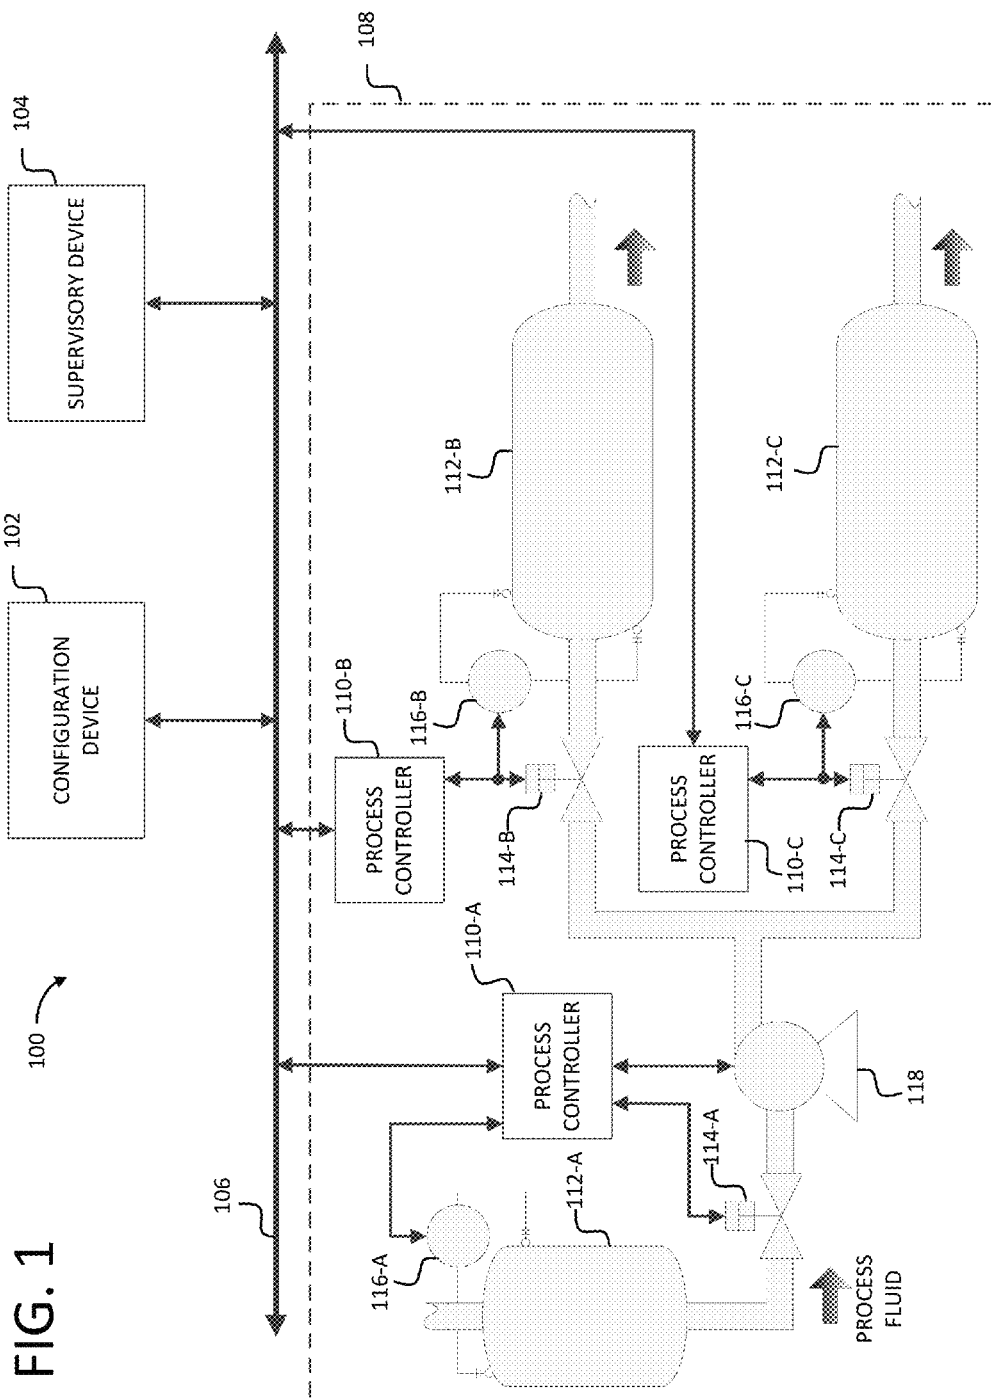 FIG. 1
100
102
CONFIGURATION
DEVICE
104
SUPERVISORY DEVICE
106
108
116-A
112-A
PROCESS
FLUID
114-A
110-A
PROCESS
CONTROLLER
118
110-B
PROCESS
CONTROLLER
116-B
114-B
112-B
PROCESS
CONTROLLER
110-C
116-C
114-C
112-C